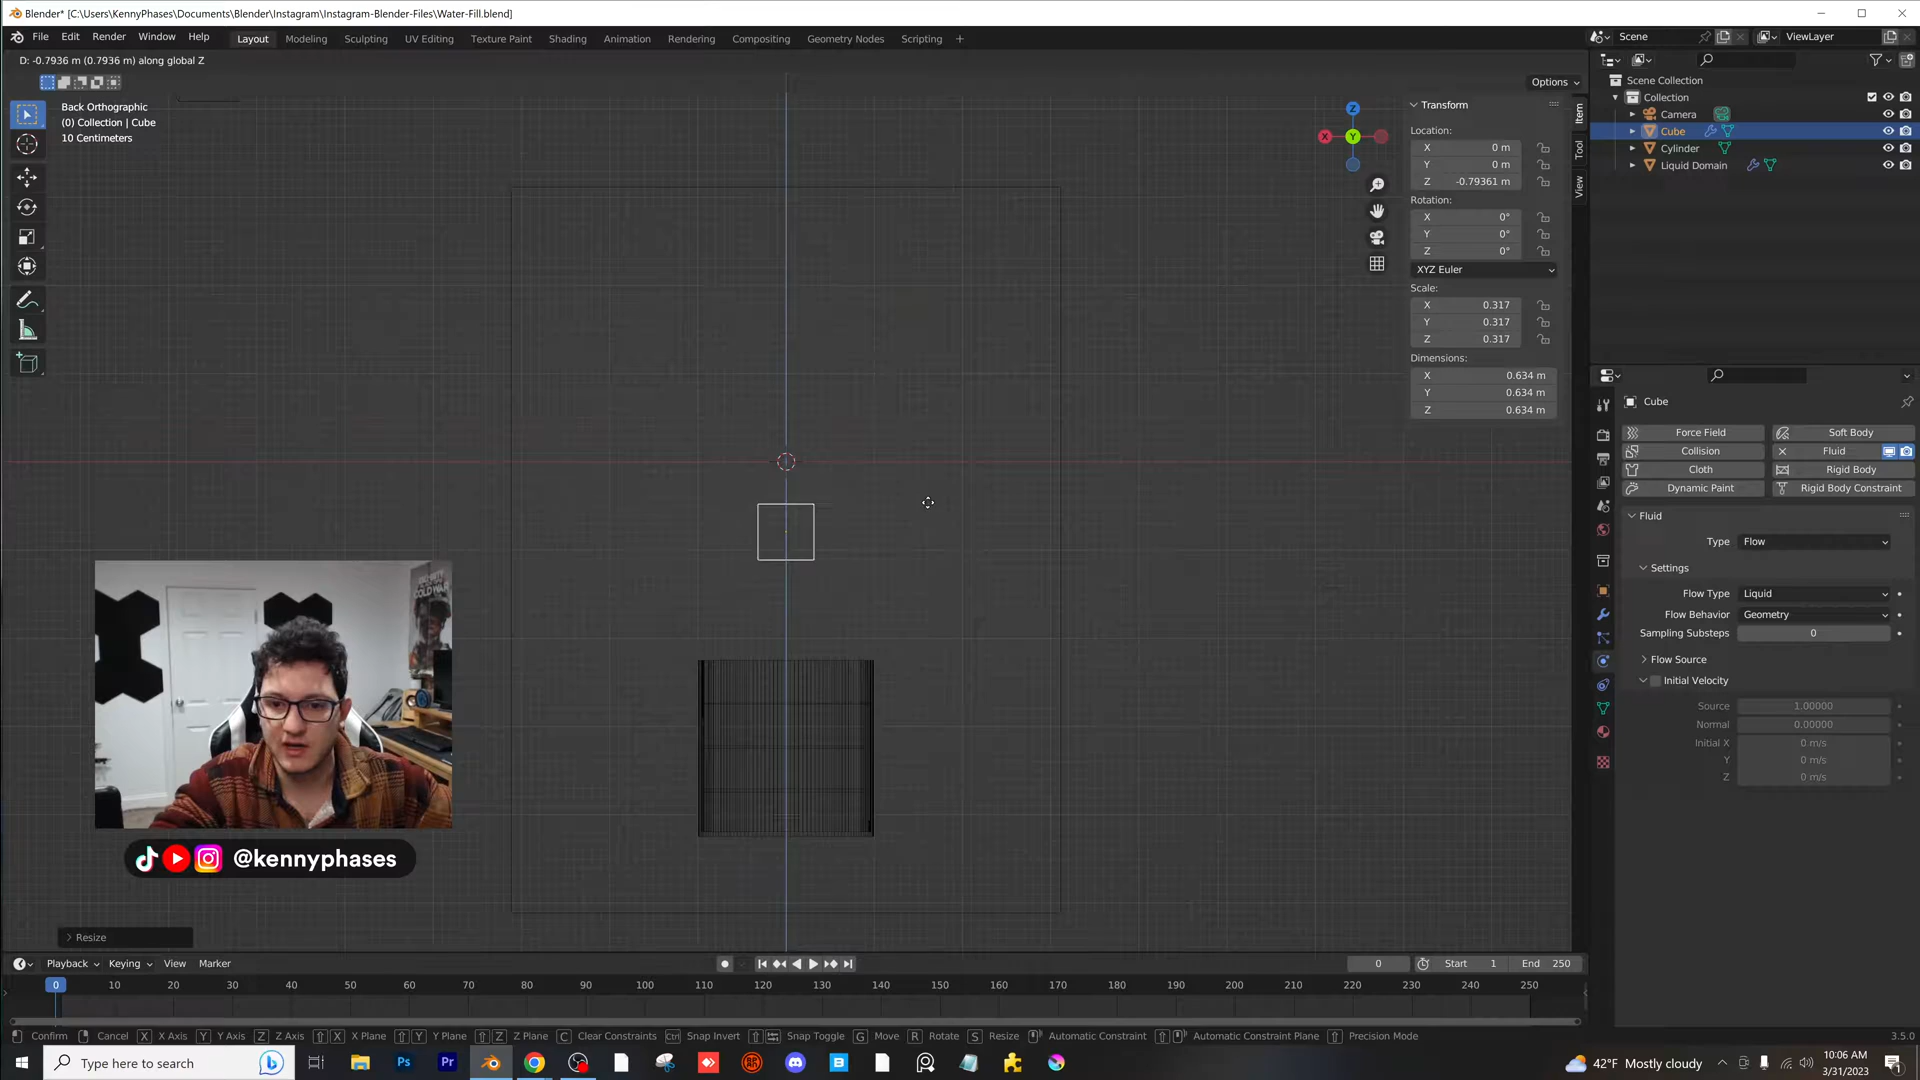 Blender* [C:\Users\KennyPhases\Documents\Blender\Instagram\Instagram-Blender-Files\Water-Fill.blend]
File Edit Render Window Help Layout Modeling Sculpting UV Editing Texture Paint Shading Animation Rendering Compositing Geometry Nodes Scripting + Scene ViewLayer
D: -0.7936 m (0.7936 m) along global Z
Options
Back Orthographic
(0) Collection | Cube
10 Centimeters
Z
X
Y
Item
Tool
View
Transform
Location:
X 0 m
Y 0 m
Z -0.79361 m
Rotation:
X 0°
Y 0°
Z 0°
XYZ Euler
Scale:
X 0.317
Y 0.317
Z 0.317
Dimensions:
X 0.634 m
Y 0.634 m
Z 0.634 m
Scene Collection
Collection
Camera
Cube
Cylinder
Liquid Domain
Cube
Force Field Soft Body
Collision Fluid
Cloth Rigid Body
Dynamic Paint Rigid Body Constraint
Fluid
Type Flow
Settings
Flow Type Liquid
Flow Behavior Geometry
Sampling Substeps 0
Flow Source
Initial Velocity
Source 1.00000
Normal 0.00000
Initial X 0 m/s
Y 0 m/s
Z 0 m/s
COLD WAR
@kennyphases
Resize
Playback Keying View Marker 0 Start 1 End 250
0 10 20 30 40 50 60 70 80 90 100 110 120 130 140 150 160 170 180 190 200 210 220 230 240 250
Confirm Cancel X X Axis Y Y Axis Z Z Axis X X Plane Y Y Plane Z Z Plane C Clear Constraints Ctrl Snap Invert Snap Toggle G Move R Rotate S Resize Automatic Constraint Automatic Constraint Plane Precision Mode 3.5.0
Type here to search Ps Pr 42°F Mostly cloudy
10:06 AM
3/31/2023